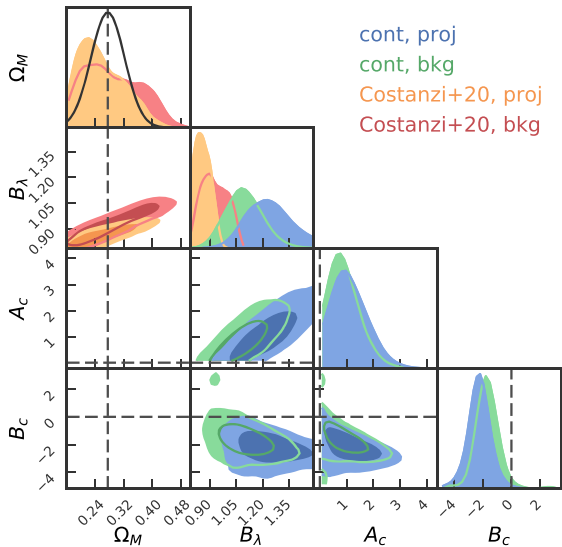 Ω_M
cont, proj
cont, bkg
Costanzi+20, proj
Costanzi+20, bkg
B_λ
1.35
1.20
1.05
0.90
A_c
4
3
2
1
B_c
2
0
−2
−4
0.24 0.32 0.40 0.48
0.90 1.05 1.20 1.35
1 2 3 4
−4 −2 0 2
Ω_M B_λ A_c B_c